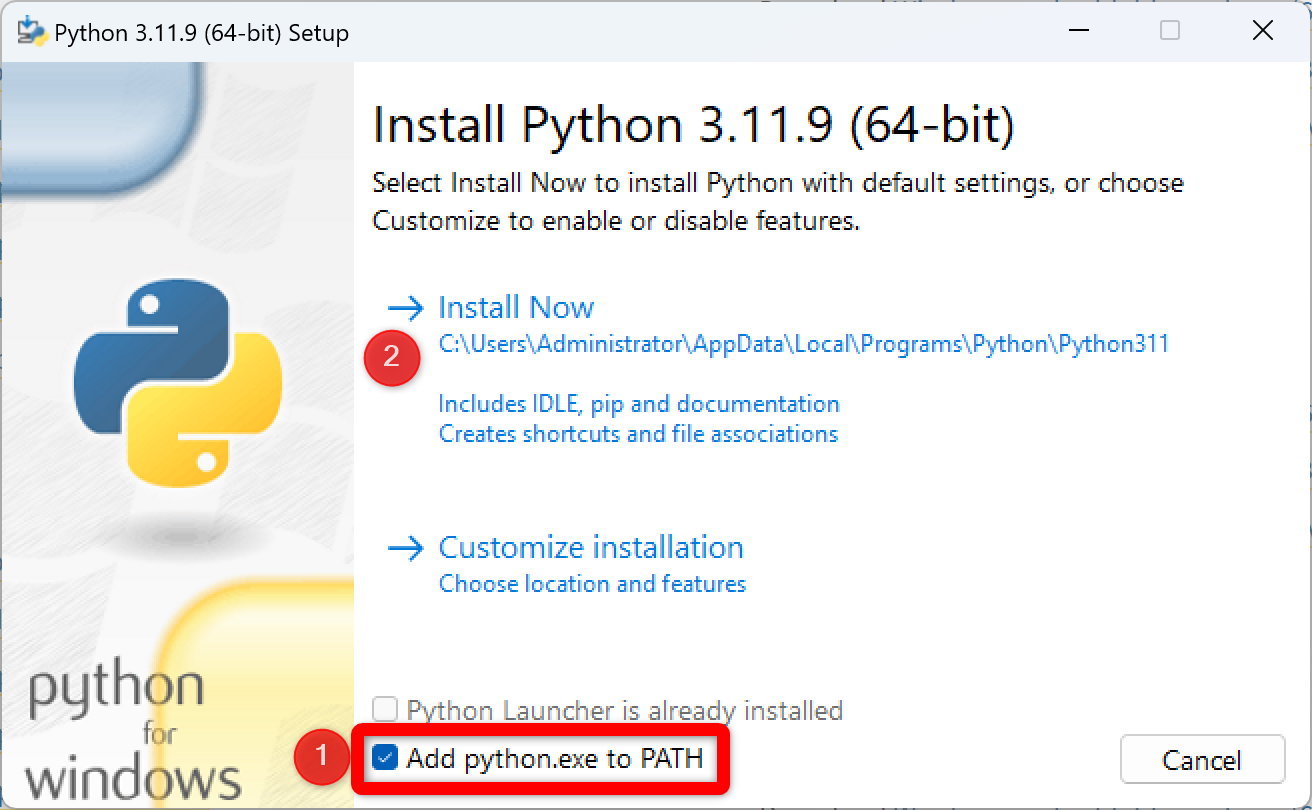 Python 3.11.9 (64-bit) Setup
Install Python 3.11.9 (64-bit)
Select Install Now to install Python with default settings, or choose
Customize to enable or disable features.
Install Now
2
C:\Users\Administrator\AppData\Local\Programs\Python\Python311
Includes IDLE, pip and documentation
Creates shortcuts and file associations
Customize installation
Choose location and features
Python Launcher is already installed
1
Add python.exe to PATH
Cancel
python
for
windows